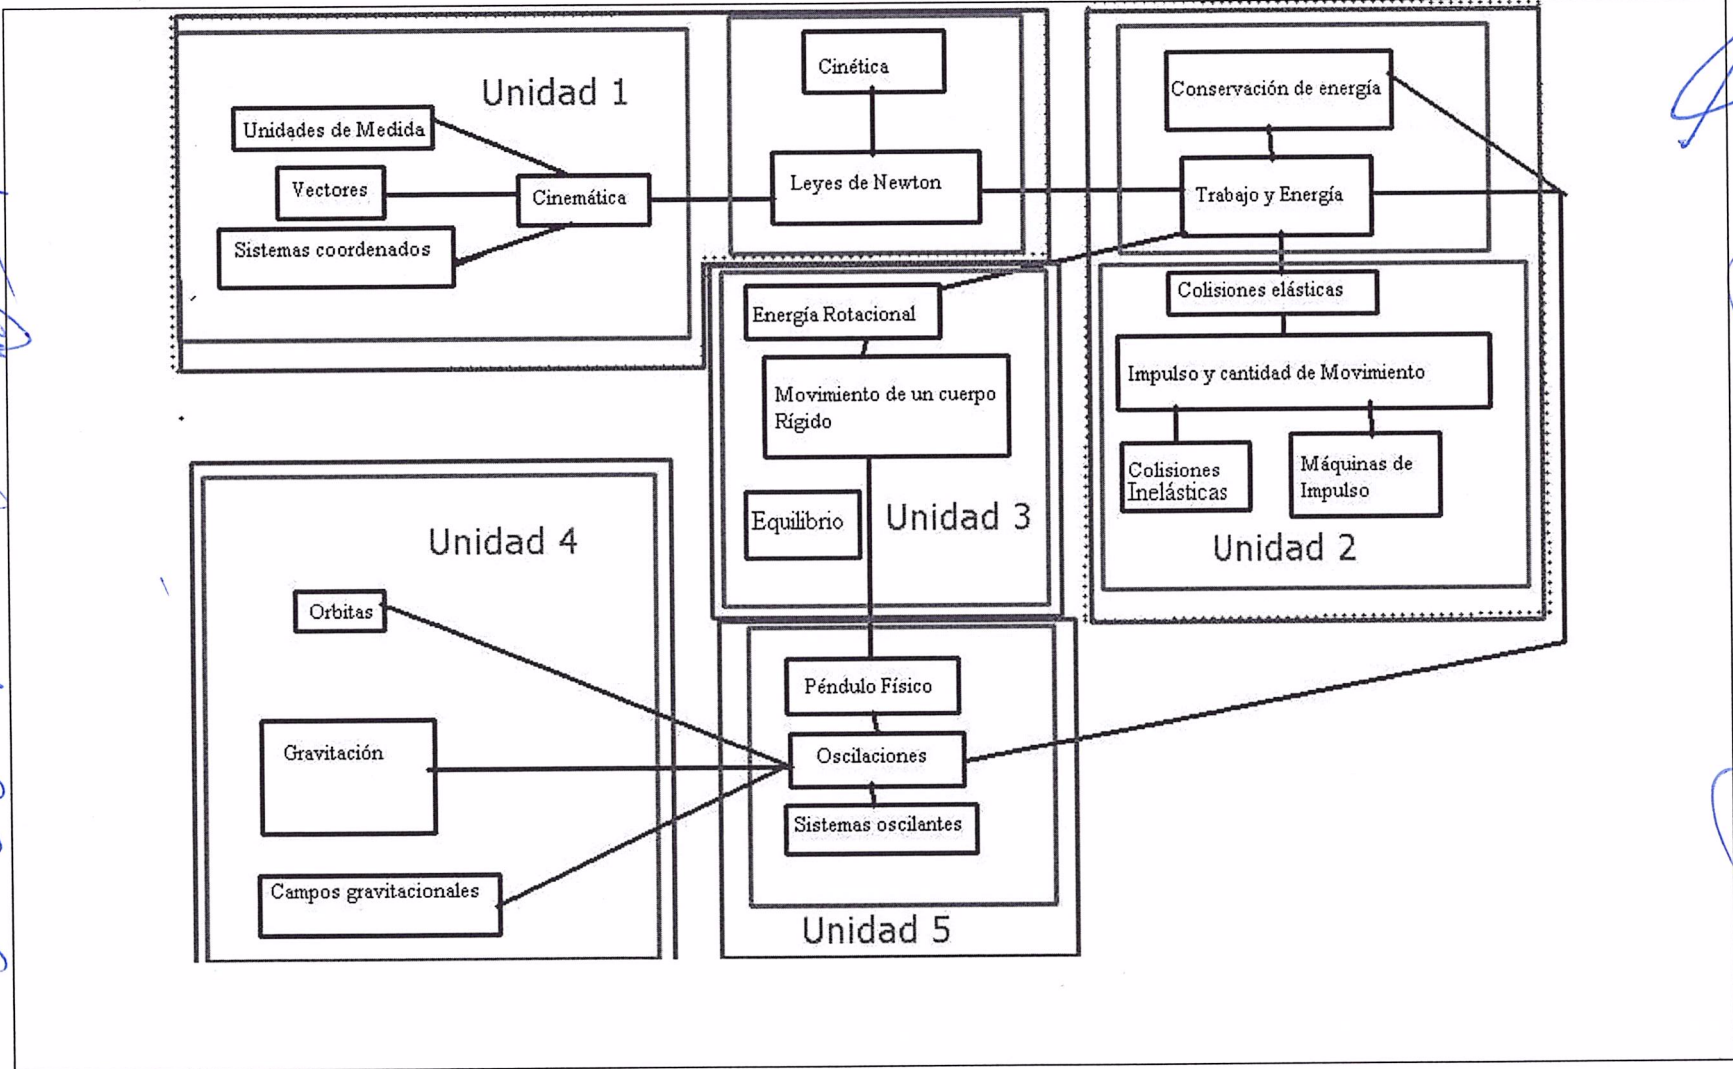 Unidad 1
Unidades de Medida
Vectores
Cinemática
Sistemas coordenados
Cinética
Leyes de Newton
Conservación de energía
Trabajo y Energía
Colisiones elásticas
Impulso y cantidad de Movimiento
Colisiones
Inelásticas
Máquinas de
Impulso
Unidad 2
Energía Rotacional
Movimiento de un cuerpo
Rígido
Equilibrio
Unidad 3
Unidad 4
Orbitas
Gravitación
Campos gravitacionales
Péndulo Físico
Oscilaciones
Sistemas oscilantes
Unidad 5